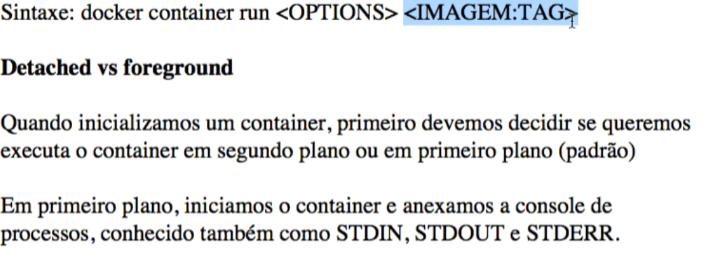 Sintaxe: docker container run <OPTIONS> <IMAGEM:TAG>
Detached vs foreground
Quando inicializamos um container, primeiro devemos decidir se queremos
executa o container em segundo plano ou em primeiro plano (padrão)
Em primeiro plano, iniciamos o container e anexamos a console de
processos, conhecido também como STDIN, STDOUT e STDERR.